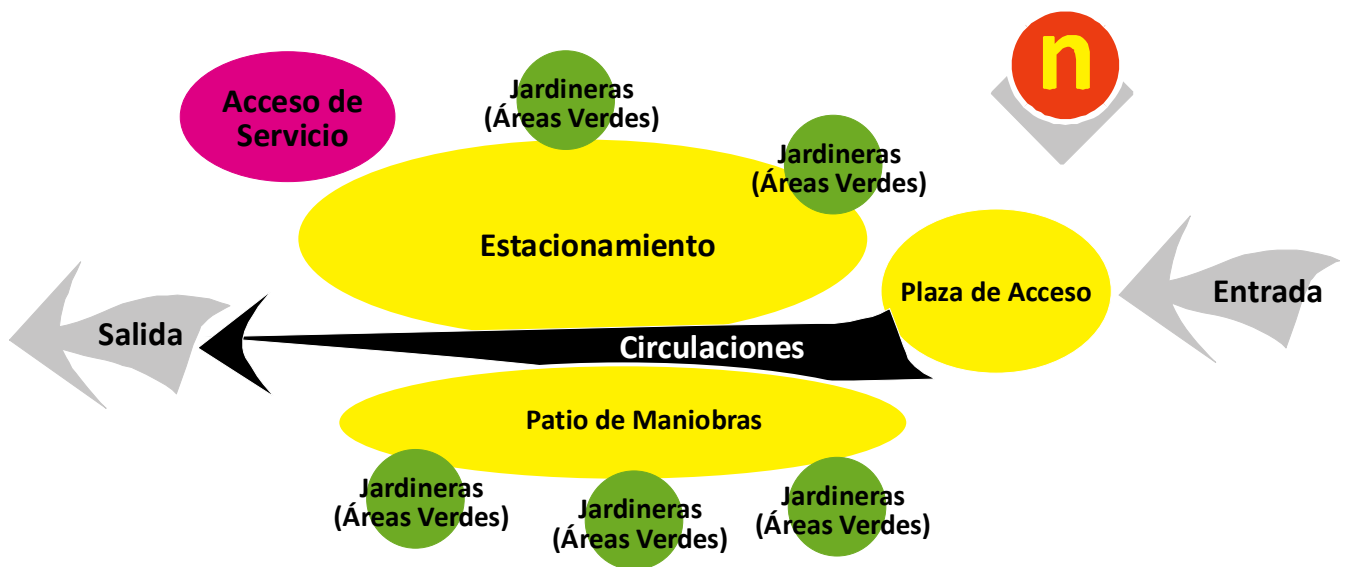 n
Acceso de
Servicio
Jardineras
(Áreas Verdes)
Jardineras
(Áreas Verdes)
Estacionamiento
Plaza de Acceso
Entrada
Salida
Circulaciones
Patio de Maniobras
Jardineras
(Áreas Verdes)
Jardineras
(Áreas Verdes)
Jardineras
(Áreas Verdes)